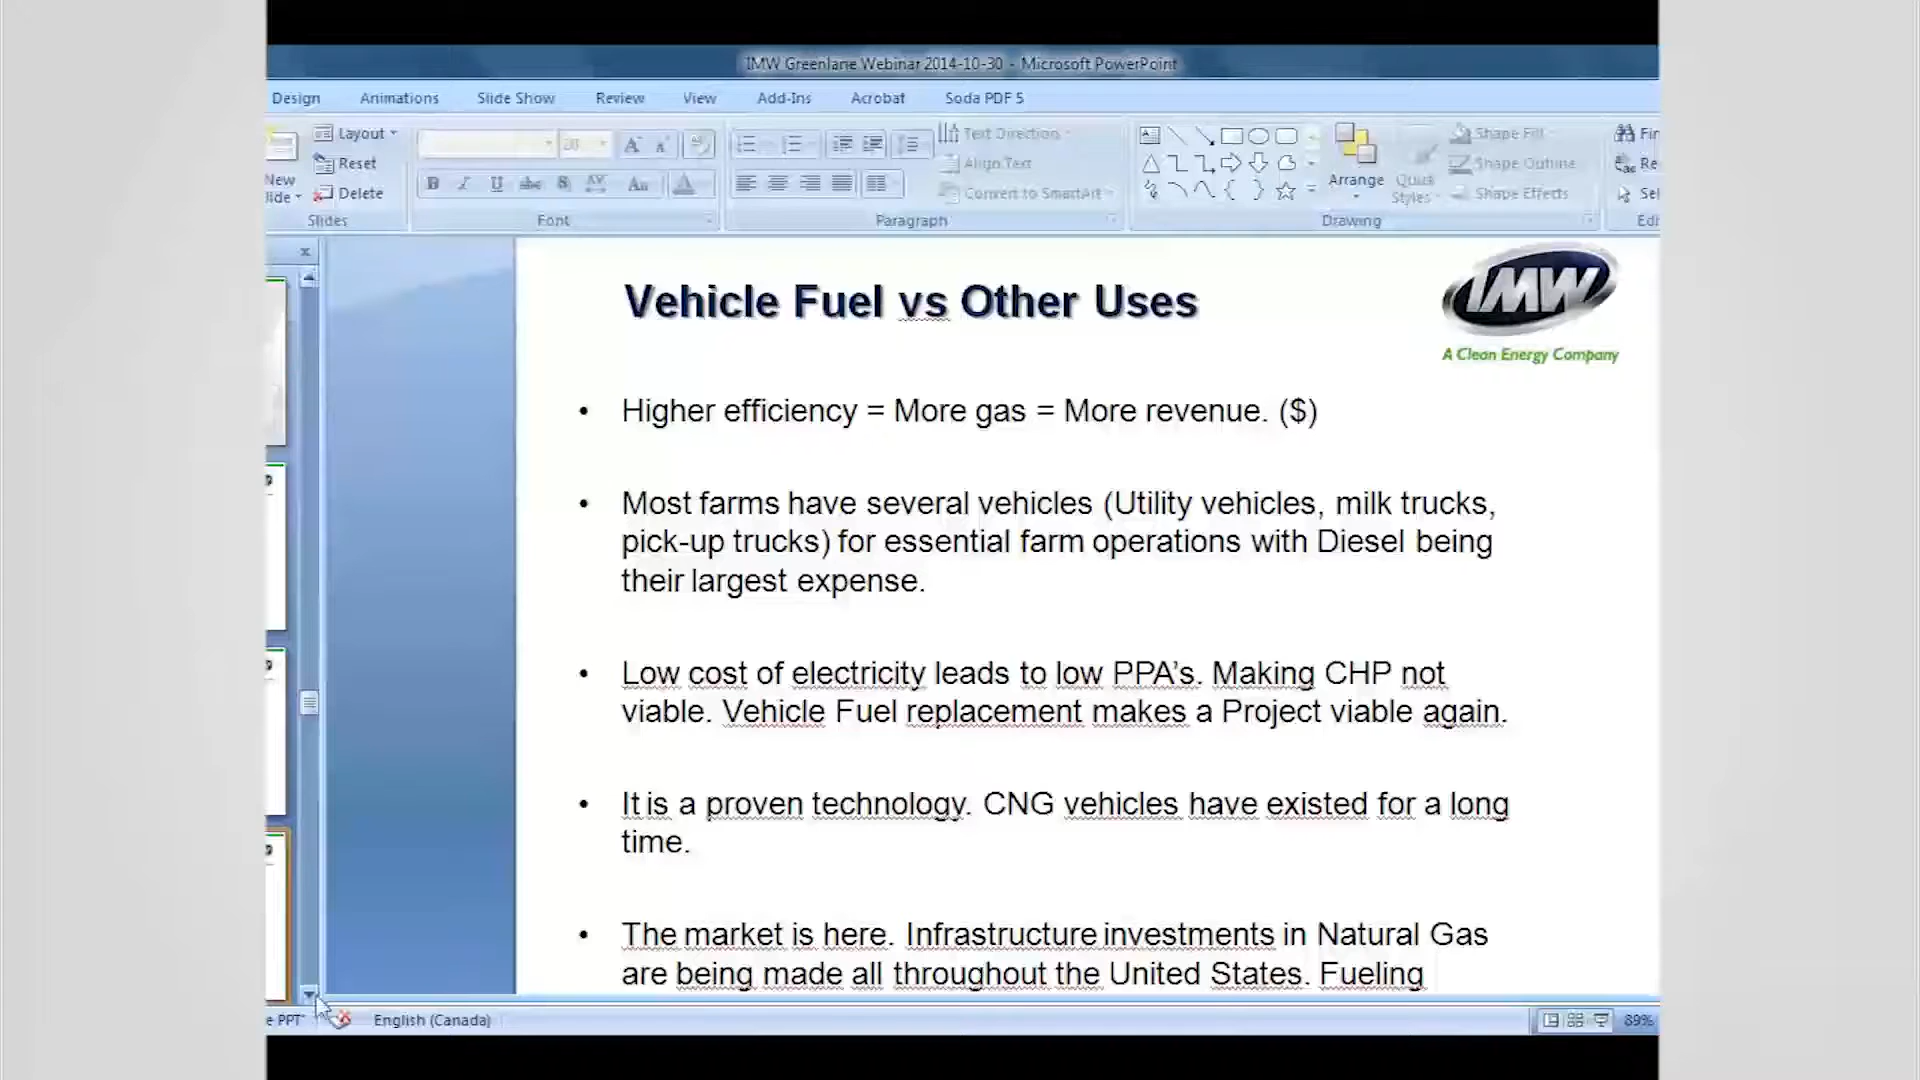 IMW Greenlane Webinar 2014-10-30 - Microsoft PowerPoint
Design Animations Slide Show Review View Add-Ins Acrobat Soda PDF 5
Layout
Reset
Delete
New
Slides
20
B I U abc S AV Aa A
Font
Text Direction
Align Text
Convert to SmartArt
Paragraph
Arrange
Quick
Styles
Shape Fill
Shape Outline
Shape Effects
Drawing
Vehicle Fuel vs Other Uses
IMW
A Clean Energy Company
• Higher efficiency = More gas = More revenue. ($)
• Most farms have several vehicles (Utility vehicles, milk trucks,
pick-up trucks) for essential farm operations with Diesel being
their largest expense.
• Low cost of electricity leads to low PPA's. Making CHP not
viable. Vehicle Fuel replacement makes a Project viable again.
• It is a proven technology. CNG vehicles have existed for a long
time.
• The market is here. Infrastructure investments in Natural Gas
are being made all throughout the United States. Fueling
e PPT" English (Canada) 89%